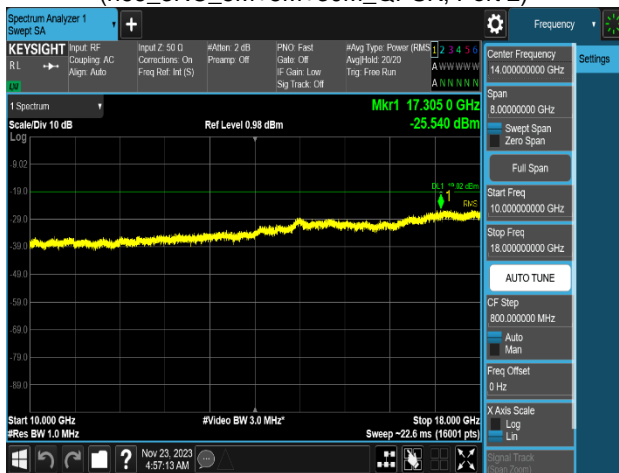 Spectrum Analyzer 1
Swept SA
+
Frequency
KEYSIGHT
RL
LW
Input: RF
Coupling: AC
Align: Auto
Input Z: 50 Ω
Corrections: On
Freq Ref: Int (S)
#Atten: 2 dB
Preamp: Off
PNO: Fast
Gate: Off
IF Gain: Low
Sig Track: Off
#Avg Type: Power (RMS
Avg|Hold: 20/20
Trig: Free Run
1 2 3 4 5 6
A W W W W W
A N N N N N
Center Frequency
14.000000000 GHz
Settings
Span
8.00000000 GHz
Swept Span
Zero Span
Full Span
Start Freq
10.000000000 GHz
Stop Freq
18.000000000 GHz
AUTO TUNE
CF Step
800.000000 MHz
Auto
Man
Freq Offset
0 Hz
X Axis Scale
Log
Lin
Signal Track
(Span Zoom)
1 Spectrum
Scale/Div 10 dB
Log
Ref Level 0.98 dBm
Mkr1 17.305 0 GHz
-25.540 dBm
-9.02
-19.0
-29.0
-39.0
-49.0
-59.0
-69.0
-79.0
-89.0
1
RMS
Start 10.000 GHz
#Res BW 1.0 MHz
#Video BW 3.0 MHz*
Stop 18.000 GHz
Sweep ~22.6 ms (16001 pts)
Nov 23, 2023
4:57:13 AM